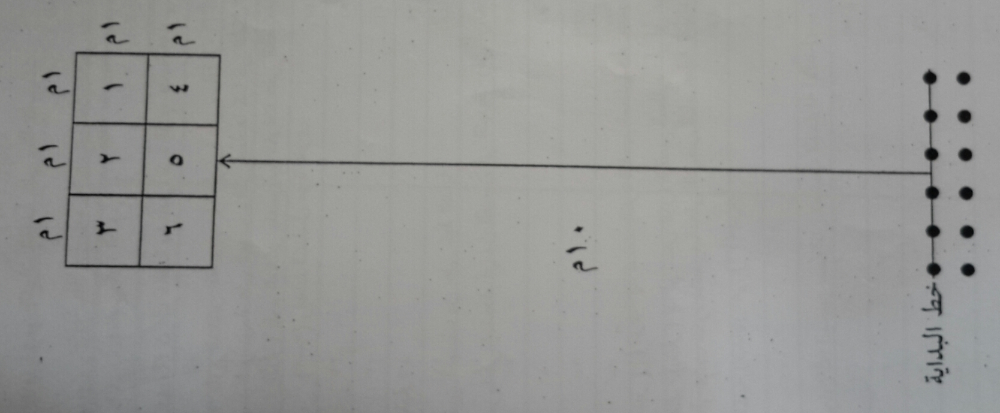 ١م ١م ١م
١م ١ ٢ ٣
١م ٤ ٥ ٦
١٠م
خط البداية